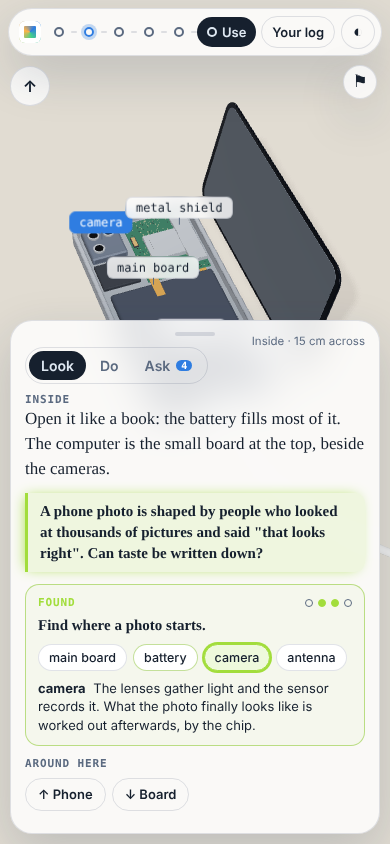 Use
Your log
metal shield
camera
main board
Inside · 15 cm across
Look
Do
Ask 4
INSIDE
Open it like a book: the battery fills most of it.
The computer is the small board at the top, beside
the cameras.
A phone photo is shaped by people who looked
at thousands of pictures and said "that looks
right". Can taste be written down?
FOUND
Find where a photo starts.
main board
battery
camera
antenna
camera The lenses gather light and the sensor
records it. What the photo finally looks like is
worked out afterwards, by the chip.
AROUND HERE
↑ Phone
↓ Board